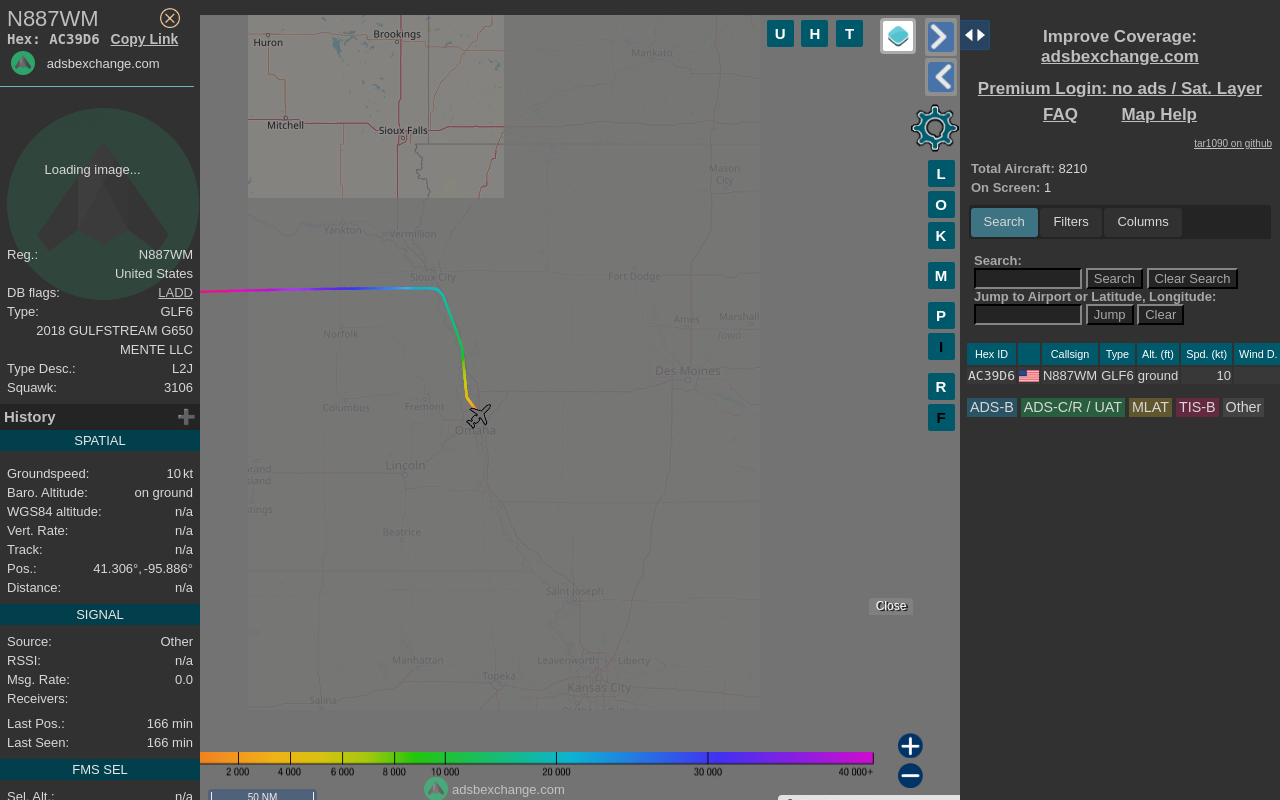 N887WM
Hex: AC39D6 Copy Link
adsbexchange.com
Loading image...
Reg.: N887WM
United States
DB flags: LADD
Type: GLF6
2018 GULFSTREAM G650
MENTE LLC
Type Desc.: L2J
Squawk: 3106
History
SPATIAL
Groundspeed: 10 kt
Baro. Altitude: on ground
WGS84 altitude: n/a
Vert. Rate: n/a
Track: n/a
Pos.: 41.306°, -95.886°
Distance: n/a
SIGNAL
Source: Other
RSSI: n/a
Msg. Rate: 0.0
Receivers:
Last Pos.: 166 min
Last Seen: 166 min
FMS SEL
Sel. Alt.: n/a
Huron
Brookings
Mankato
Mitchell
Sioux Falls
Mason
City
Yankton
Vermillion
Sioux City
Fort Dodge
Norfolk
Ames
Marshall
Iowa
Des Moines
Columbus
Fremont
Omaha
Lincoln
Beatrice
Saint Joseph
Manhattan
Leavenworth
Liberty
Topeka
Kansas City
Salina
U
H
T
L
O
K
M
P
I
R
F
Close
2 000
4 000
6 000
8 000
10 000
20 000
30 000
40 000+
adsbexchange.com
50 NM
Improve Coverage:
adsbexchange.com
Premium Login: no ads / Sat. Layer
FAQ
Map Help
tar1090 on github
Total Aircraft: 8210
On Screen: 1
Search
Filters
Columns
Search:
Search
Clear Search
Jump to Airport or Latitude, Longitude:
Jump
Clear
Hex ID Callsign Type Alt. (ft) Spd. (kt) Wind D.
AC39D6 N887WM GLF6 ground 10
ADS-B ADS-C/R / UAT MLAT TIS-B Other